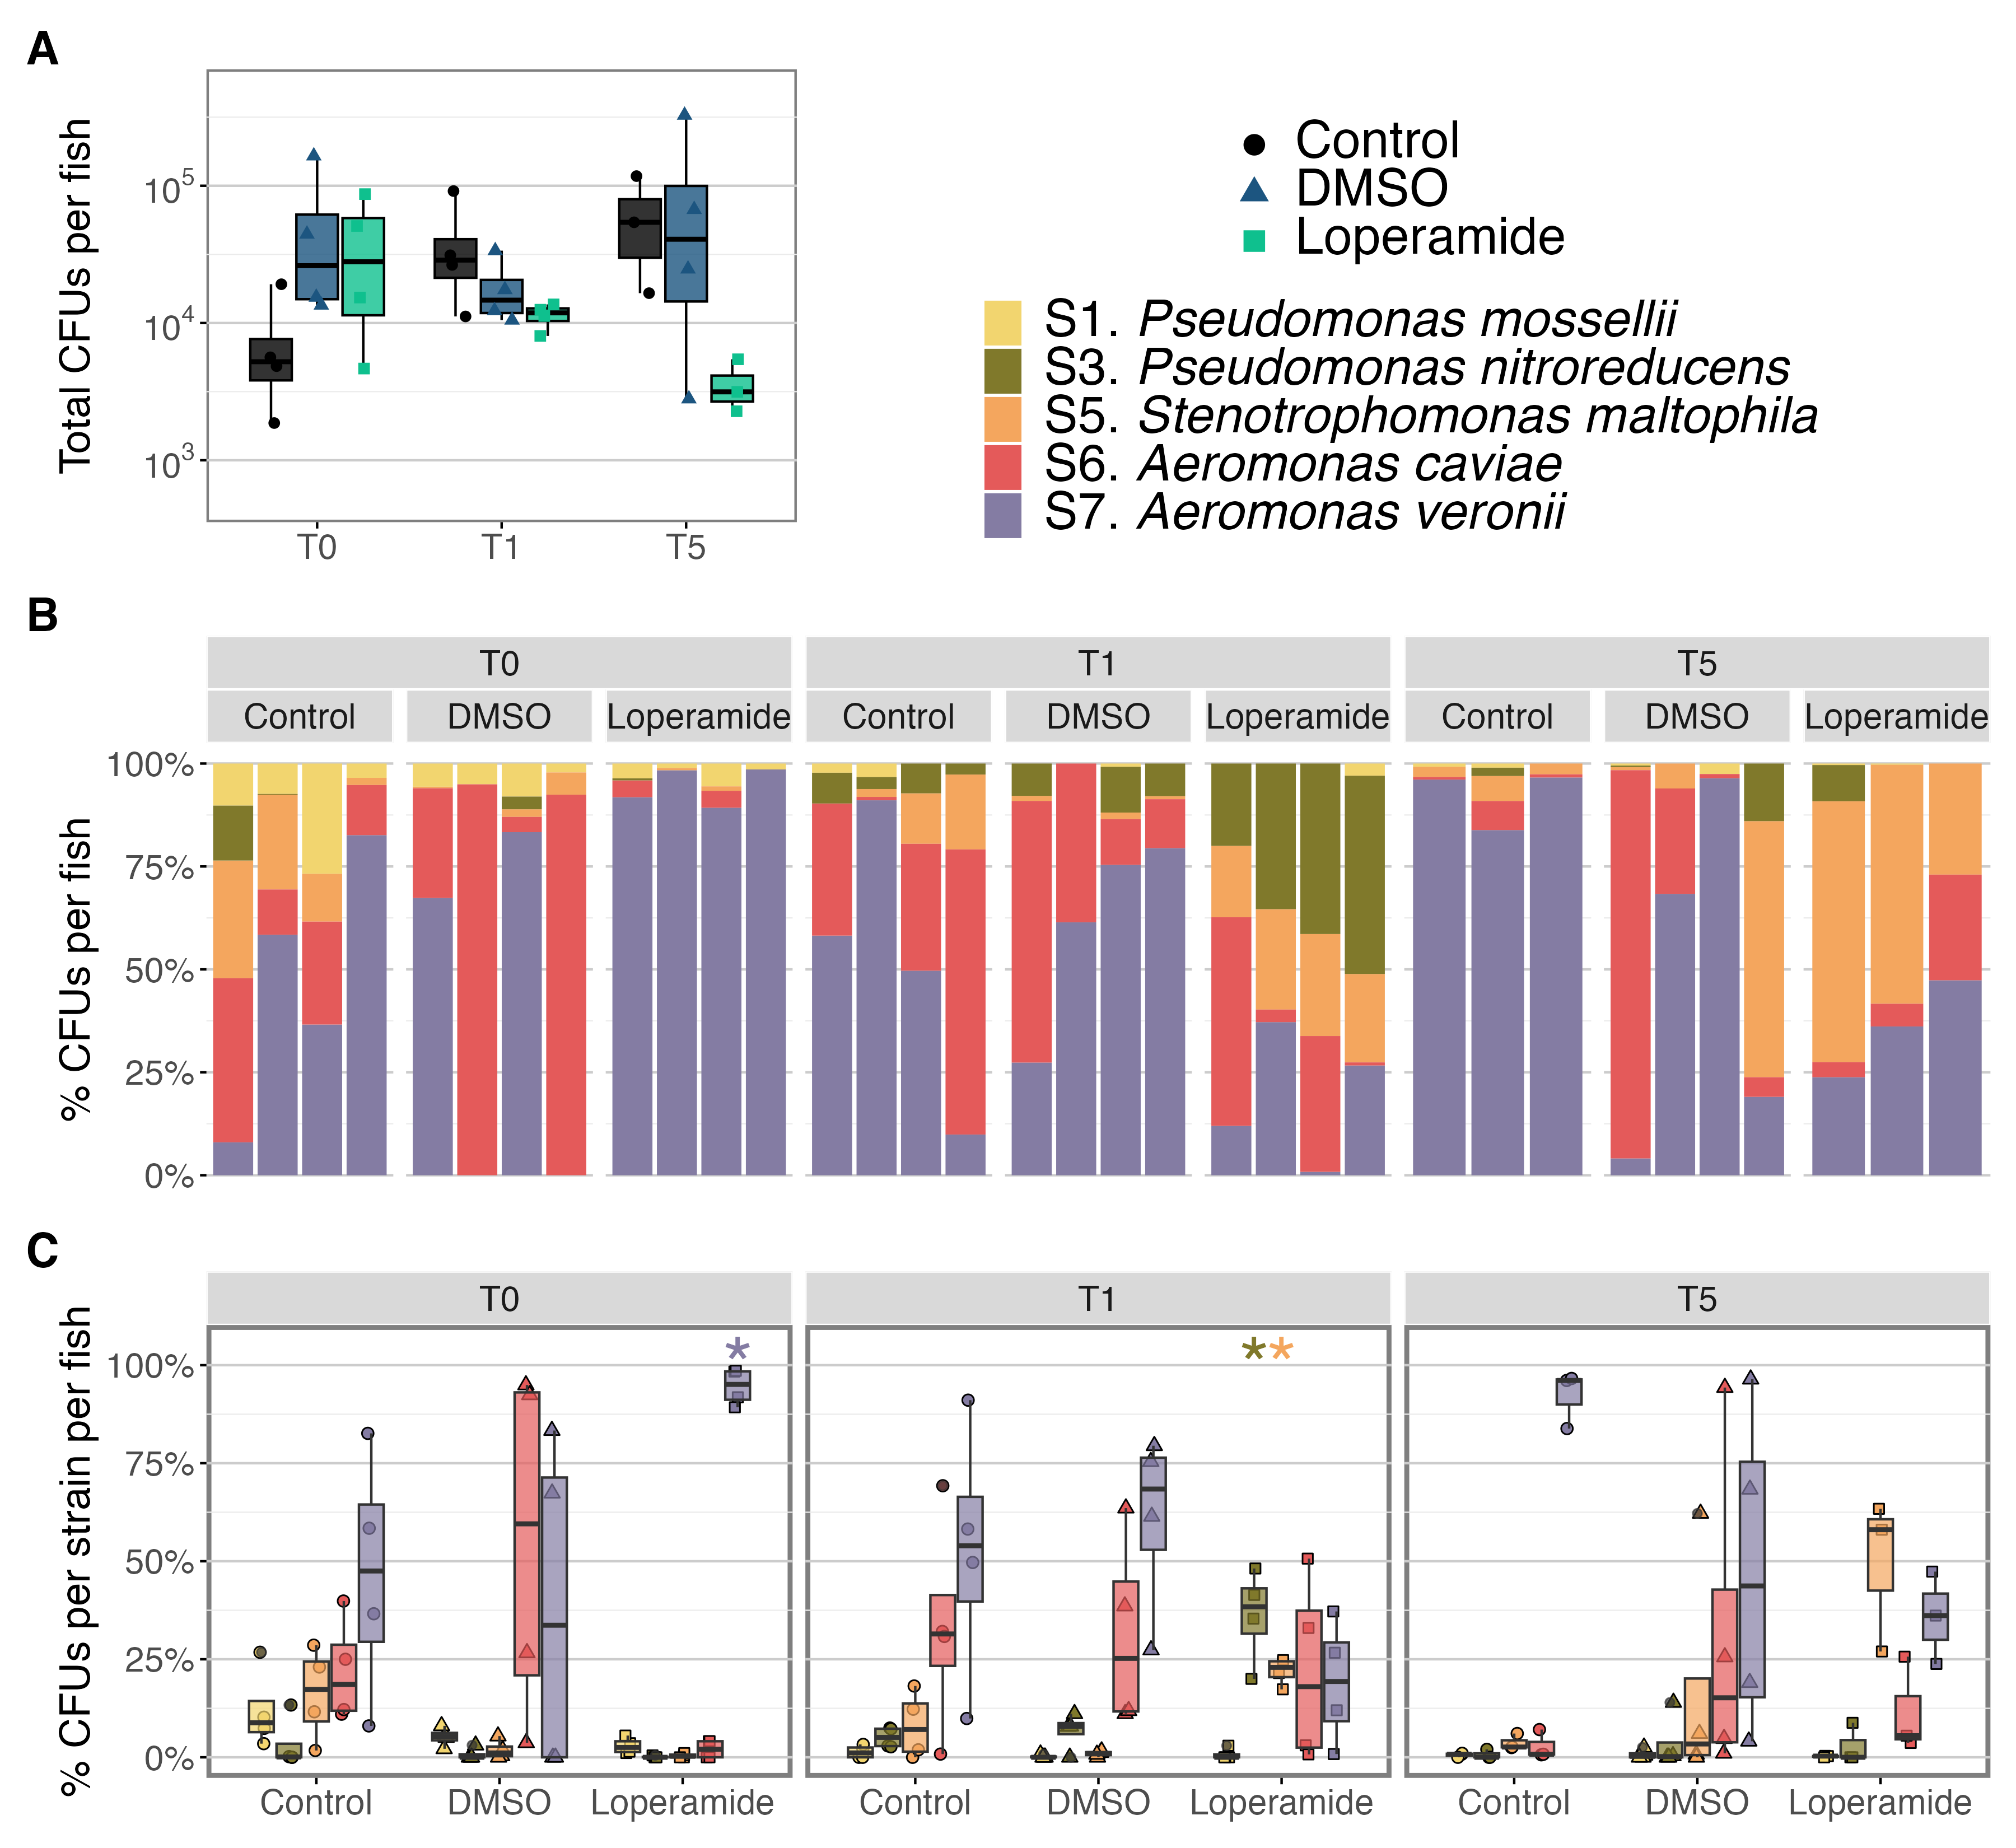 A
Total CFUs per fish
10^5
10^4
10^3
T0 T1 T5
Control
DMSO
Loperamide
S1. Pseudomonas mossellii
S3. Pseudomonas nitroreducens
S5. Stenotrophomonas maltophila
S6. Aeromonas caviae
S7. Aeromonas veronii
B
T0 T1 T5
Control DMSO Loperamide Control DMSO Loperamide Control DMSO Loperamide
% CFUs per fish
100%
75%
50%
25%
0%
C
T0 T1 T5
% CFUs per strain per fish
* * *
100%
75%
50%
25%
0%
Control DMSO Loperamide Control DMSO Loperamide Control DMSO Loperamide